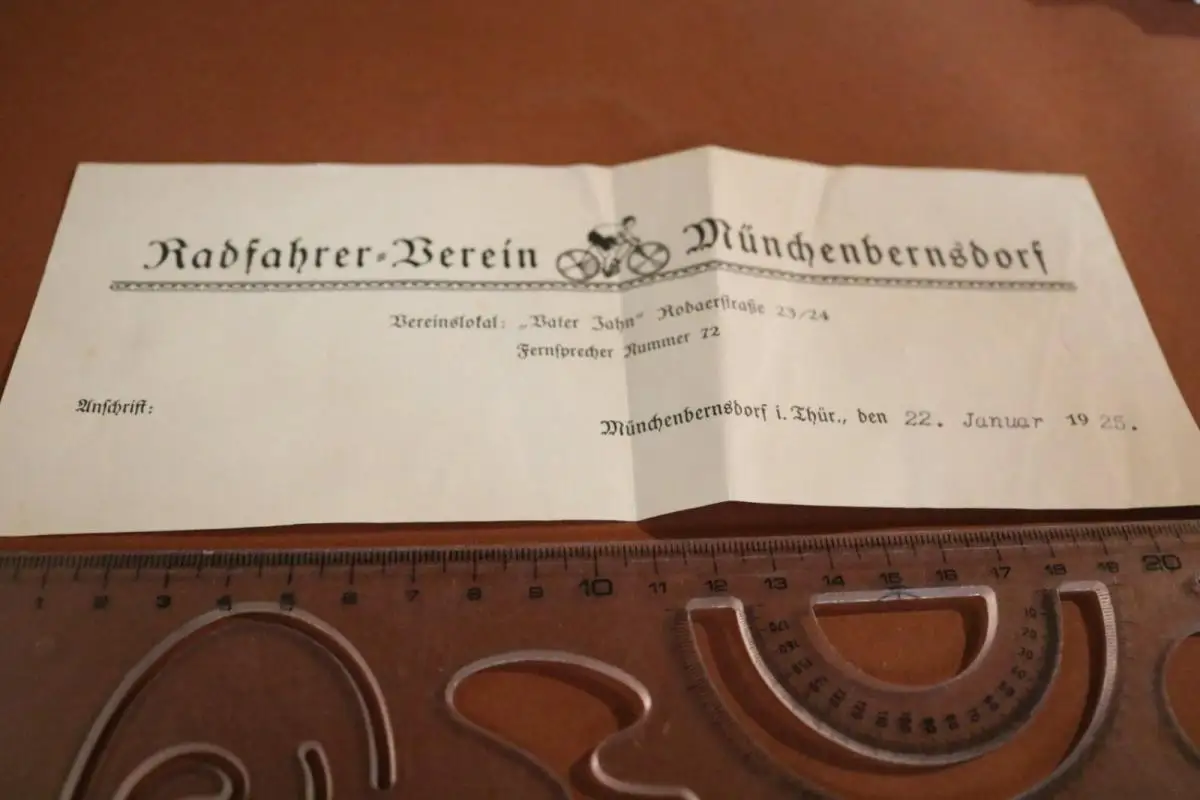 Radfahrer-Verein Münchenbernsdorf
Vereinslokal: „Vater Jahn“ Rodaerstraße 23/24
Fernsprecher Nummer 72
Anschrift:
Münchenbernsdorf i. Thür., den 22. Januar 1925.
1 2 3 4 5 6 7 8 9 10 11 12 13 14 15 16 17 18 19 20